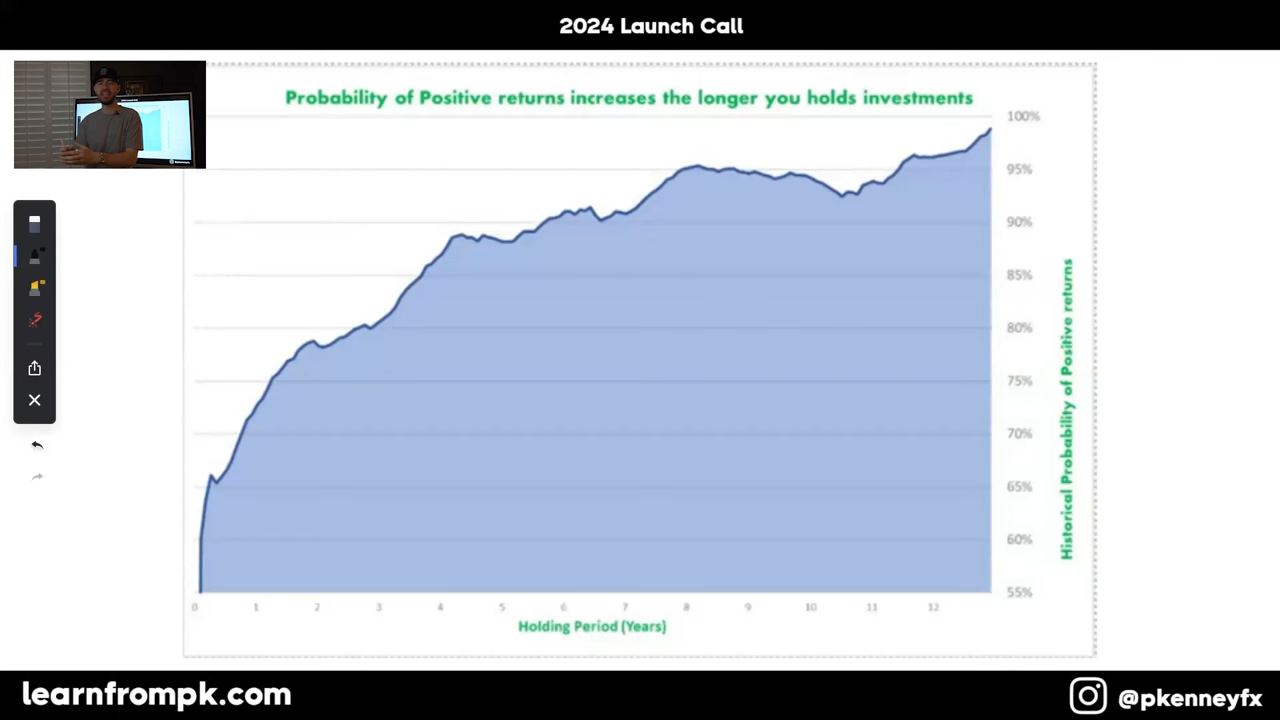 2024 Launch Call
Probability of Positive returns increases the longer you holds investments
100%
95%
90%
85%
80%
75%
70%
65%
60%
55%
Historical Probability of Positive returns
0 1 2 3 4 5 6 7 8 9 10 11 12
Holding Period (Years)
learnfrompk.com
@pkenneyfx